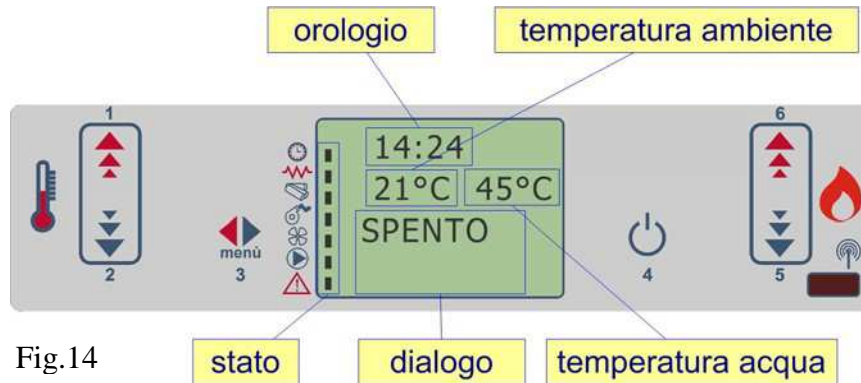 orologio
temperatura ambiente
1
6
14:24
21°C 45°C
SPENTO
menù
2
3
4
5
Fig.14
stato
dialogo
temperatura acqua